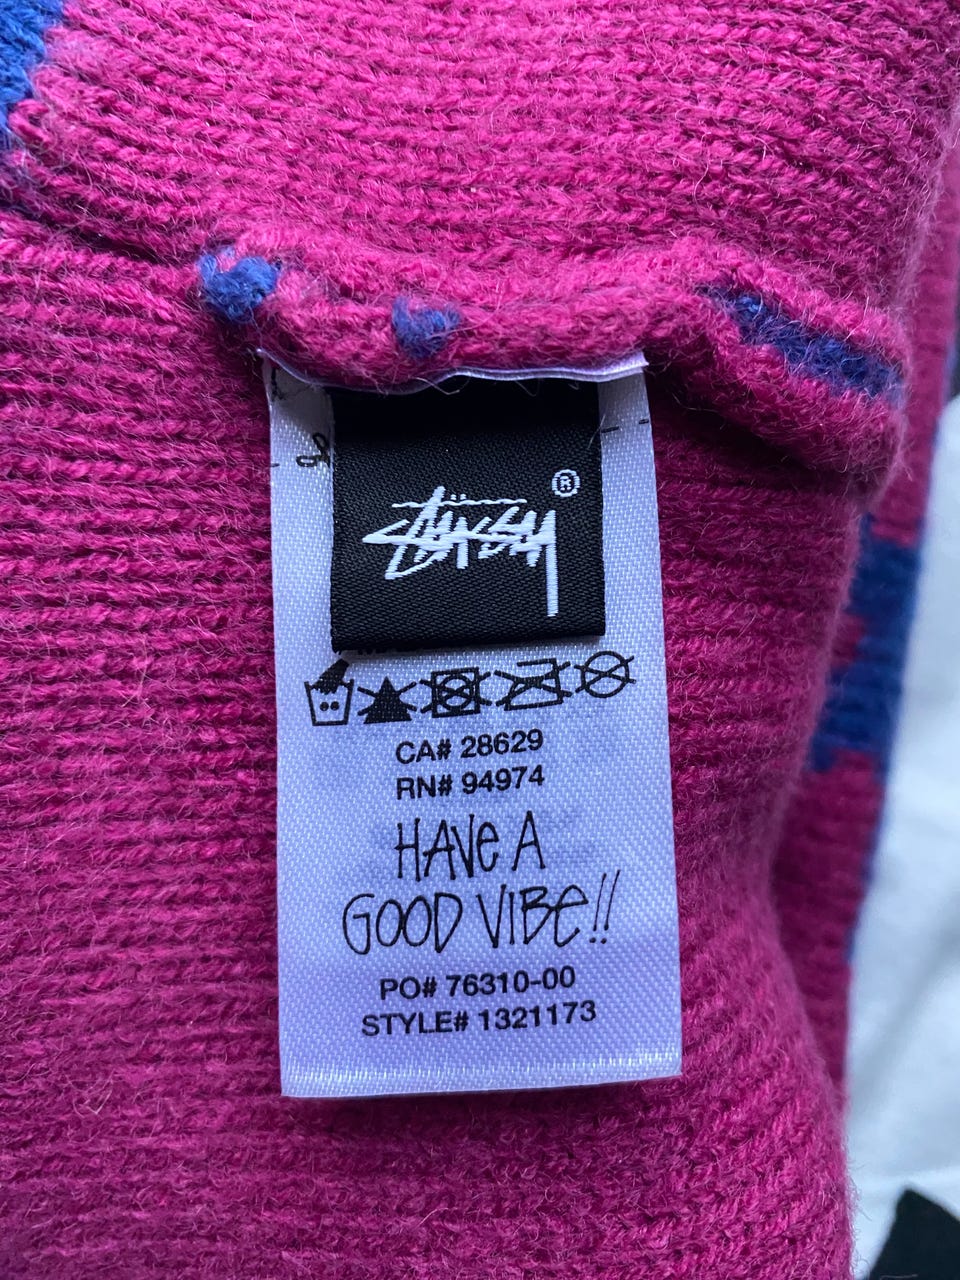 STÜSSY ®
CA# 28629
RN# 94974
HAVE A
GOOD VIBE!!
PO# 76310-00
STYLE# 1321173